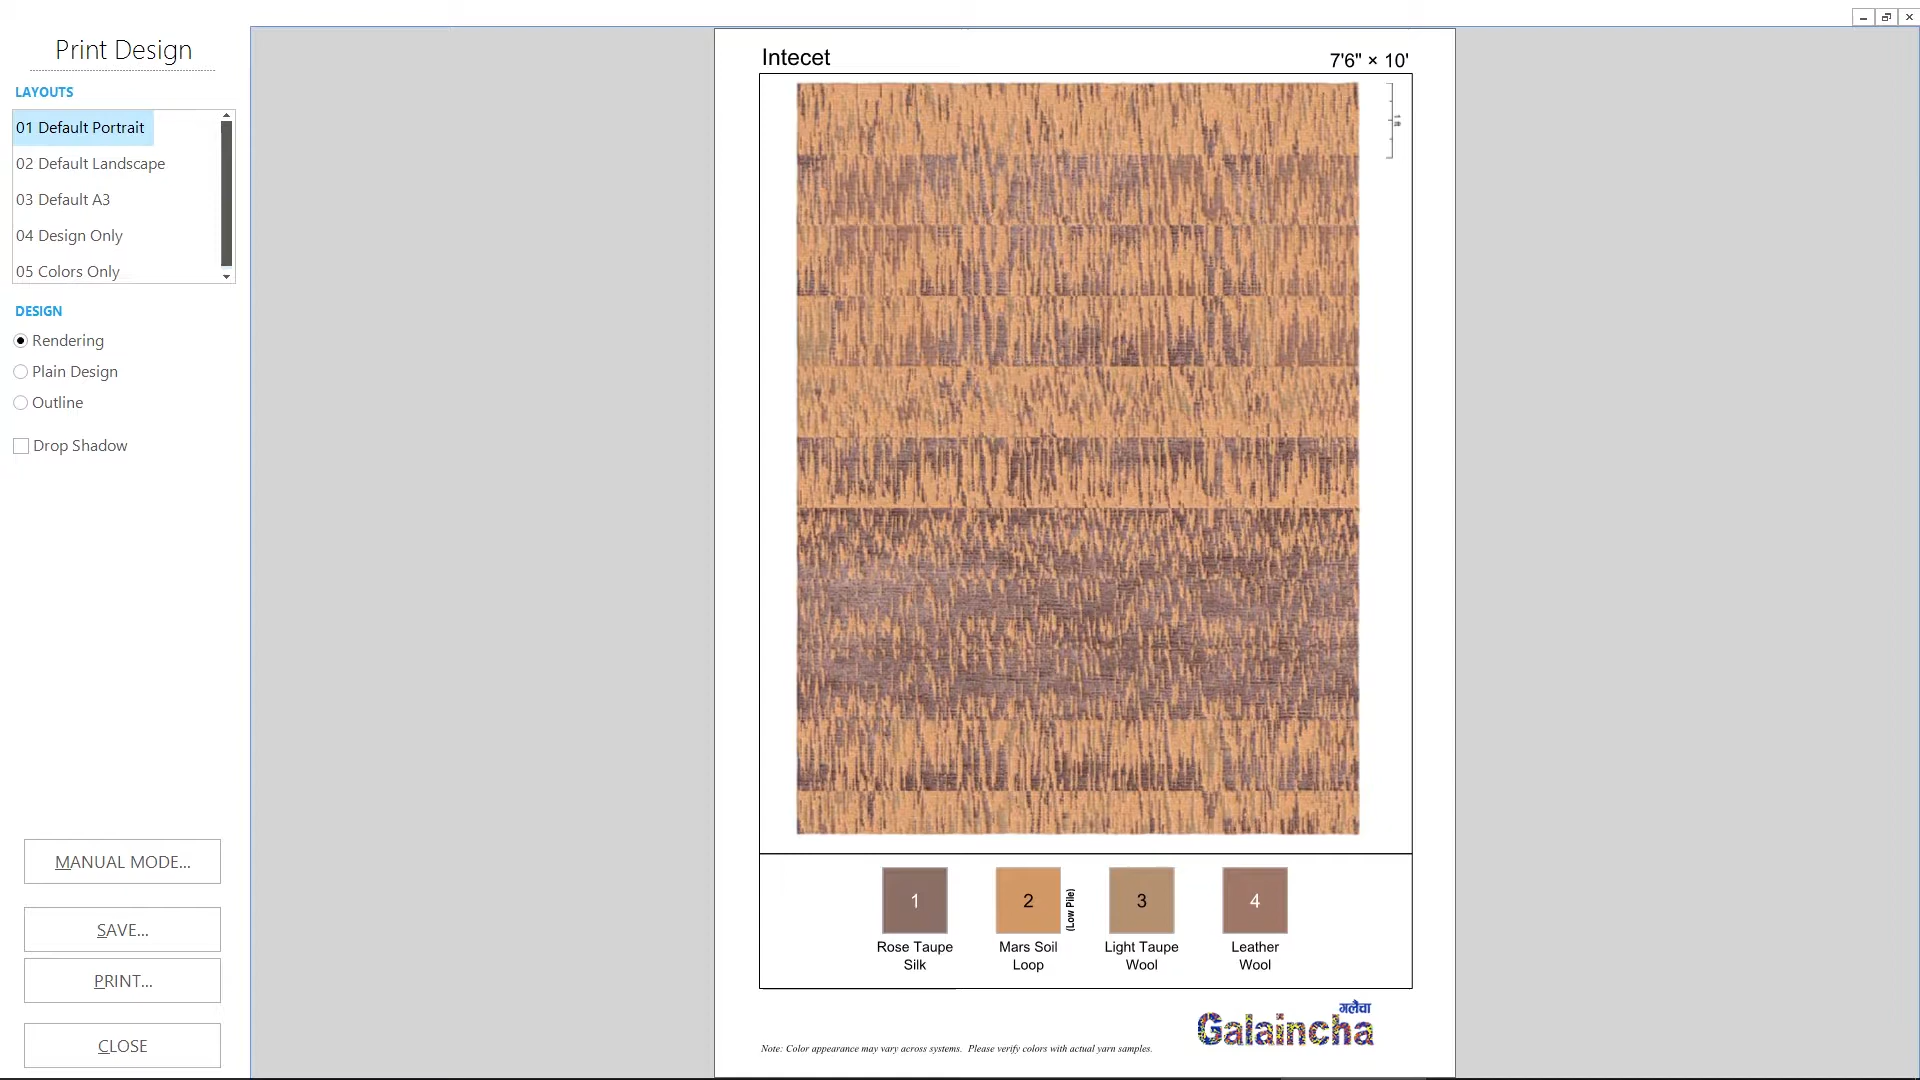 Print Design
LAYOUTS
01 Default Portrait
02 Default Landscape
03 Default A3
04 Design Only
05 Colors Only
DESIGN
Rendering
Plain Design
Outline
Drop Shadow
MANUAL MODE...
SAVE...
PRINT...
CLOSE
Intecet
7'6" × 10'
1 ft
1
2
(Low Pile)
3
4
Rose Taupe
Silk
Mars Soil
Loop
Light Taupe
Wool
Leather
Wool
गलैंचा
Galaincha
Note: Color appearance may vary across systems. Please verify colors with actual yarn samples.